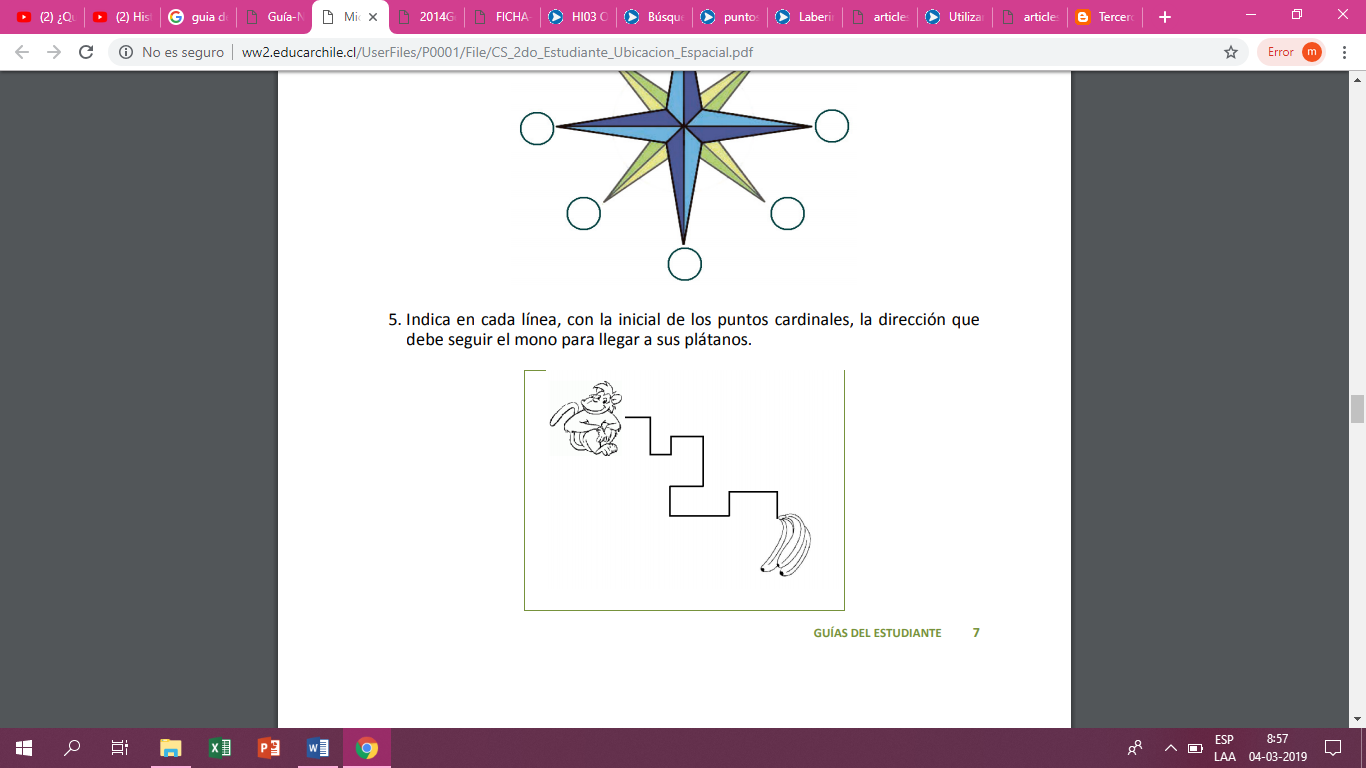 (2) ¿Qu
(2) Hist
guia d
Guía-N
Mic
2014G
FICHA
HI03 O
Búsqu
puntos
Laberi
article
Utilizar
article
Tercer
No es seguro
ww2.educarchile.cl/UserFiles/P0001/File/CS_2do_Estudiante_Ubicacion_Espacial.pdf
Error
m
5. Indica en cada línea, con la inicial de los puntos cardinales, la dirección que
debe seguir el mono para llegar a sus plátanos.
GUÍAS DEL ESTUDIANTE 7
ESP
LAA
8:57
04-03-2019